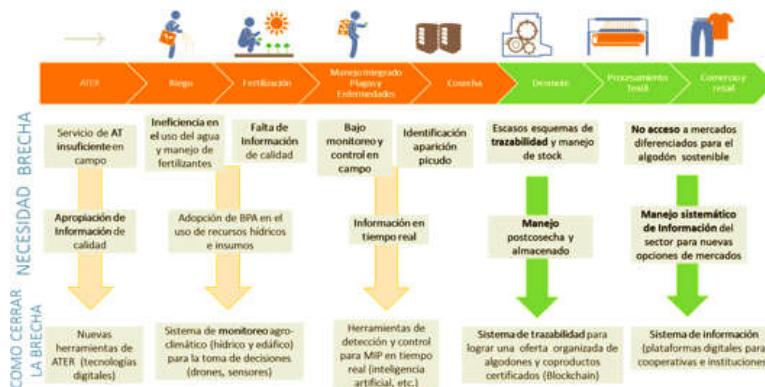 ATER
Riego
Fertilización
Manejo Integrado
Plagas y
Enfermedades
Cosecha
Desmote
Procesamiento
Textil
Comercio y
retail
BRECHA
Servicio de AT
insuficiente en
campo
Ineficiencia en
el uso del agua
y manejo de
fertilizantes
Falta de
Información
de calidad
Bajo
monitoreo y
control en
campo
Identificación
aparición
picudo
Escasos esquemas
de trazabilidad y
manejo de
stock
No acceso a mercados
diferenciados para el
algodón sostenible
NECESIDAD
Apropiación de
Información de
calidad
Adopción de BPA en el
uso de recursos hídricos
e insumos
Información en
tiempo real
Manejo
postcosecha y
almacenado
Manejo sistemático
de Información del
sector para nuevas
opciones de mercados
COMO CERRAR
LA BRECHA
Nuevas
herramientas de
ATER (tecnologías
digitales)
Sistema de monitoreo agro-
climático (hídrico y edáfico)
para la toma de decisiones
(drones, sensores)
Herramientas de
detección y control
para MIP en tiempo
real (inteligencia
artificial, etc.)
Sistema de trazabilidad para
lograr una oferta organizada de
algodones y coproductos
certificados (Blockchain)
Sistema de información
(plataformas digitales para
cooperativas e instituciones